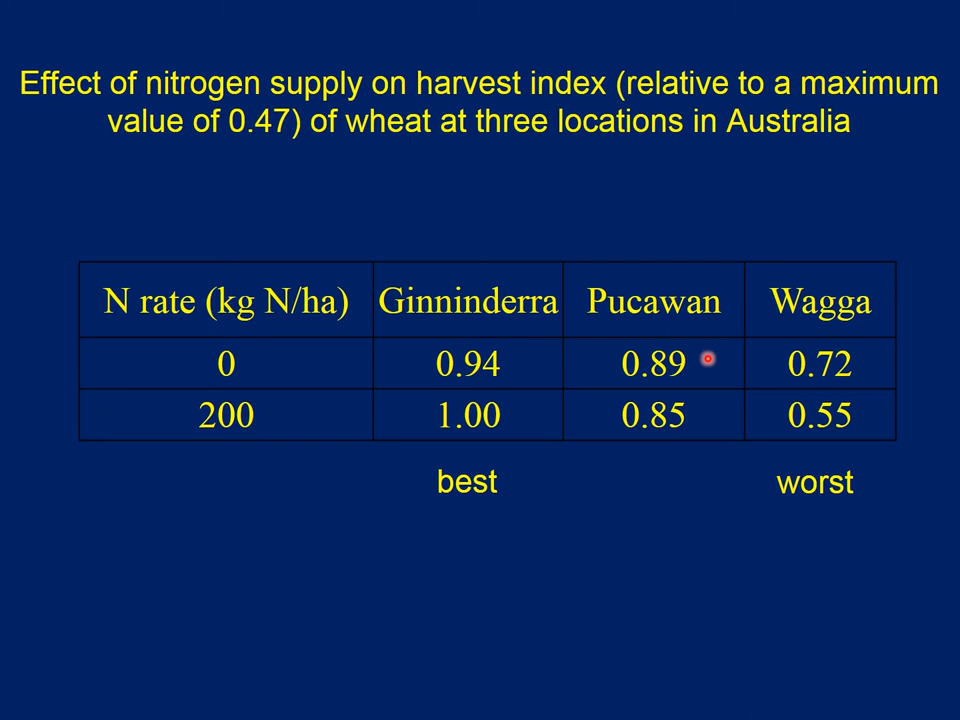 Effect of nitrogen supply on harvest index (relative to a maximum
value of 0.47) of wheat at three locations in Australia
N rate (kg N/ha) Ginninderra Pucawan Wagga
0 0.94 0.89 0.72
200 1.00 0.85 0.55
best worst